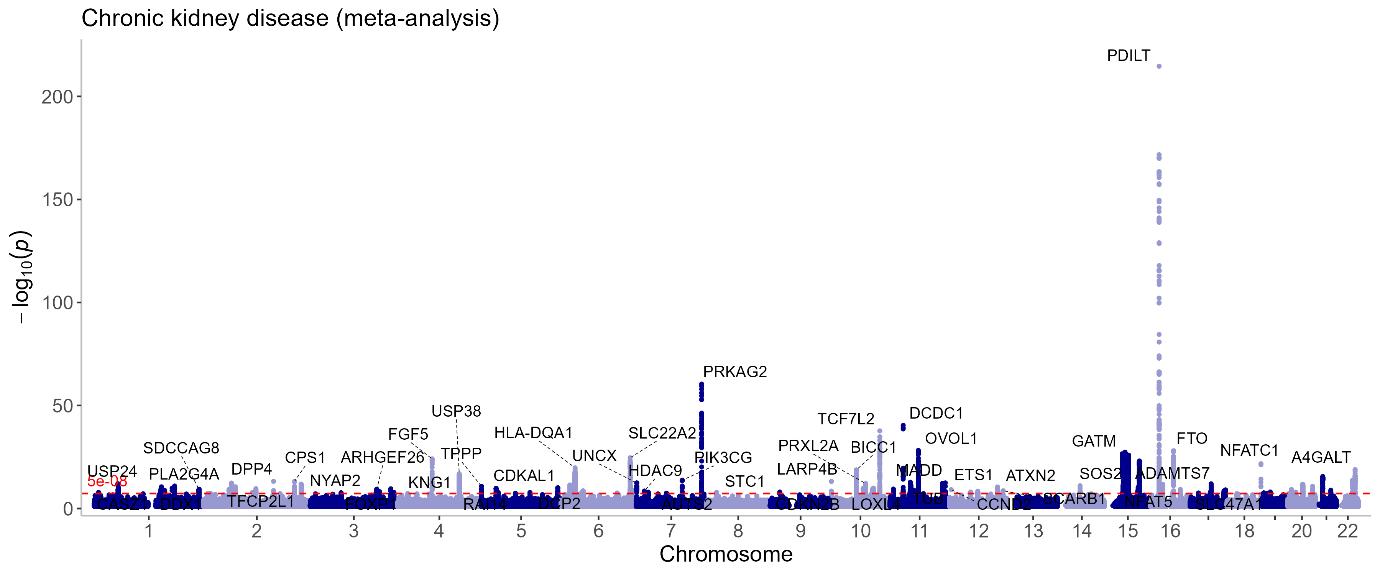 Chronic kidney disease (meta-analysis)
PDILT
200
150
− log10(p)
100
PRKAG2
50
USP38
TCF7L2
DCDC1
FGF5
HLA-DQA1
SLC22A2
SDCCAG8
PRXL2A
BICC1
OVOL1
GATM
FTO
CPS1
ARHGEF26
TPPP
UNCX
PIK3CG
NFATC1
A4GALT
USP24
PLA2G4A
DPP4
NYAP2
KNG1
CDKAL1
HDAC9
STC1
LARP4B
MADD
ETS1
ATXN2
SOS2
ADAMTS7
5e-08
DDX1
TFCP2L1
LOXL4
CCND2
SCARB1
NFAT5
CDKN2B
0
1
2
3
4
5
6
7
8
9
10
11
12
13
14
15
16
18
20
22
Chromosome